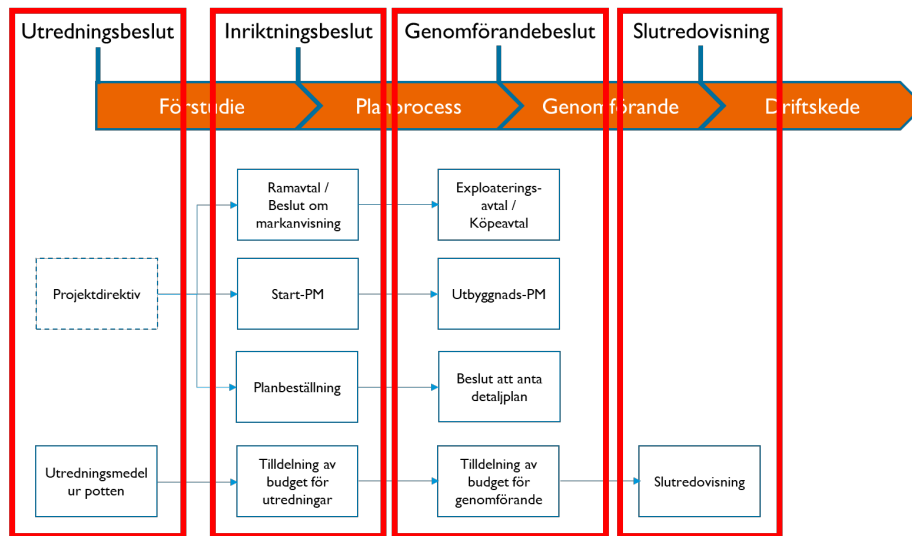 Utredningsbeslut
Inriktningsbeslut
Genomförandebeslut
Slutredovisning
Förstudie
Planprocess
Genomförande
Driftskede
Ramavtal /
Beslut om
markanvisning
Exploaterings-
avtal /
Köpeavtal
Projektdirektiv
Start-PM
Utbyggnads-PM
Planbeställning
Beslut att anta
detaljplan
Utredningsmedel
ur potten
Tilldelning av
budget för
utredningar
Tilldelning av
budget för
genomförande
Slutredovisning